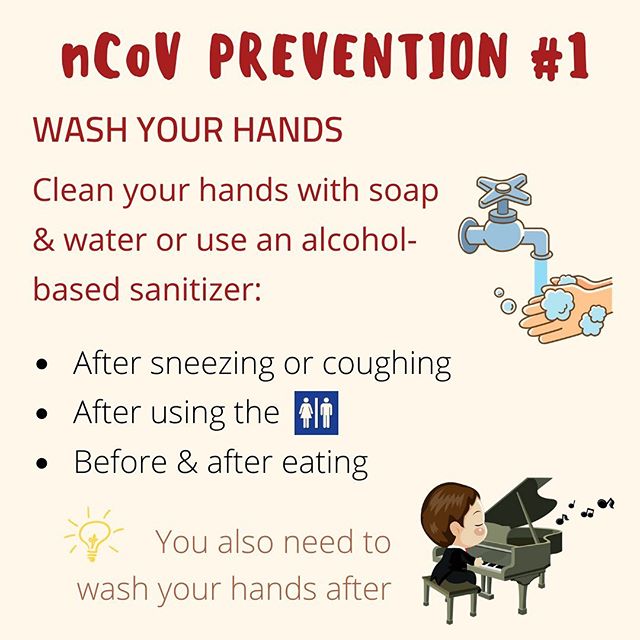 nCoV PREVENTION #1
WASH YOUR HANDS
Clean your hands with soap
& water or use an alcohol-
based sanitizer:
• After sneezing or coughing
• After using the
• Before & after eating
You also need to
wash your hands after